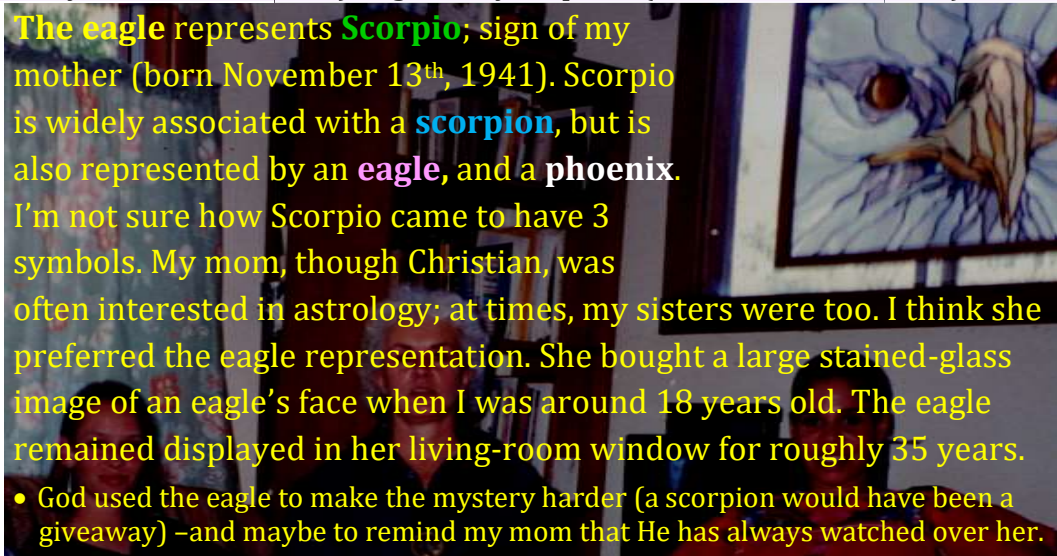 The eagle represents Scorpio; sign of my
mother (born November 13th, 1941). Scorpio
is widely associated with a scorpion, but is
also represented by an eagle, and a phoenix.
I’m not sure how Scorpio came to have 3
symbols. My mom, though Christian, was
often interested in astrology; at times, my sisters were too. I think she
preferred the eagle representation. She bought a large stained-glass
image of an eagle’s face when I was around 18 years old. The eagle
remained displayed in her living-room window for roughly 35 years.
• God used the eagle to make the mystery harder (a scorpion would have been a
giveaway) –and maybe to remind my mom that He has always watched over her.